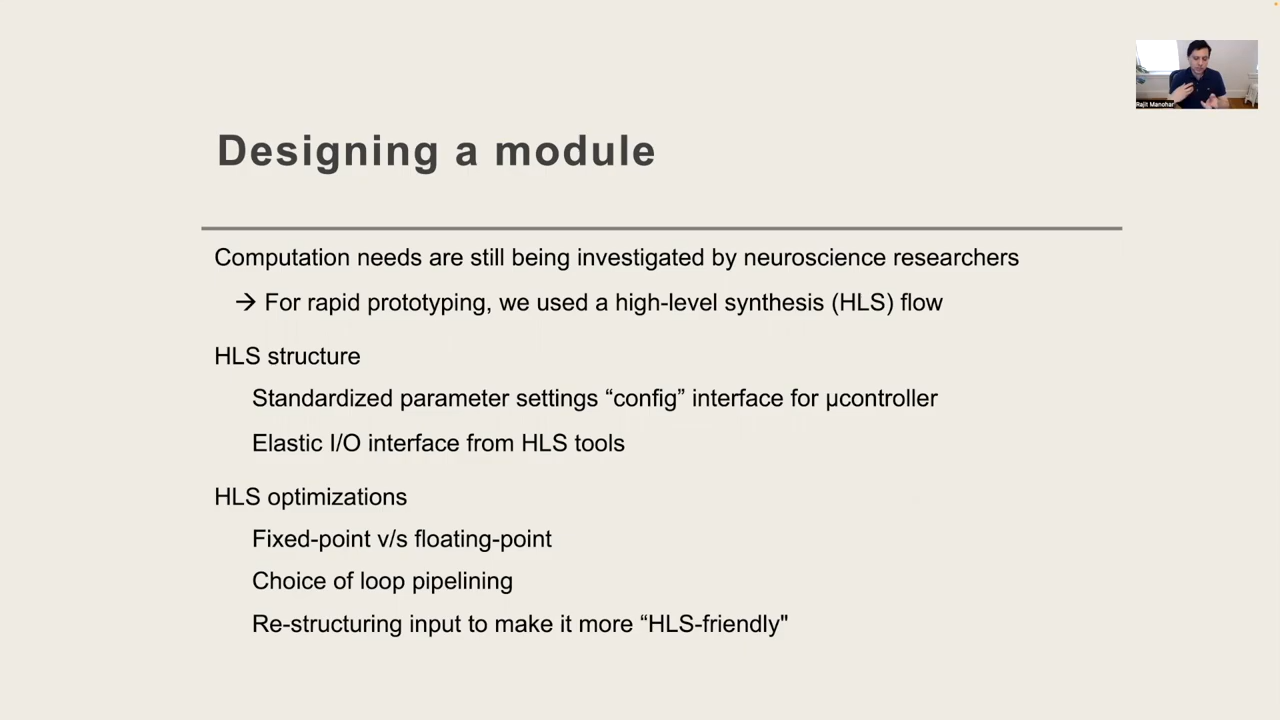 Rajit Manohar
Designing a module
Computation needs are still being investigated by neuroscience researchers
→ For rapid prototyping, we used a high-level synthesis (HLS) flow
HLS structure
Standardized parameter settings “config” interface for µcontroller
Elastic I/O interface from HLS tools
HLS optimizations
Fixed-point v/s floating-point
Choice of loop pipelining
Re-structuring input to make it more “HLS-friendly"